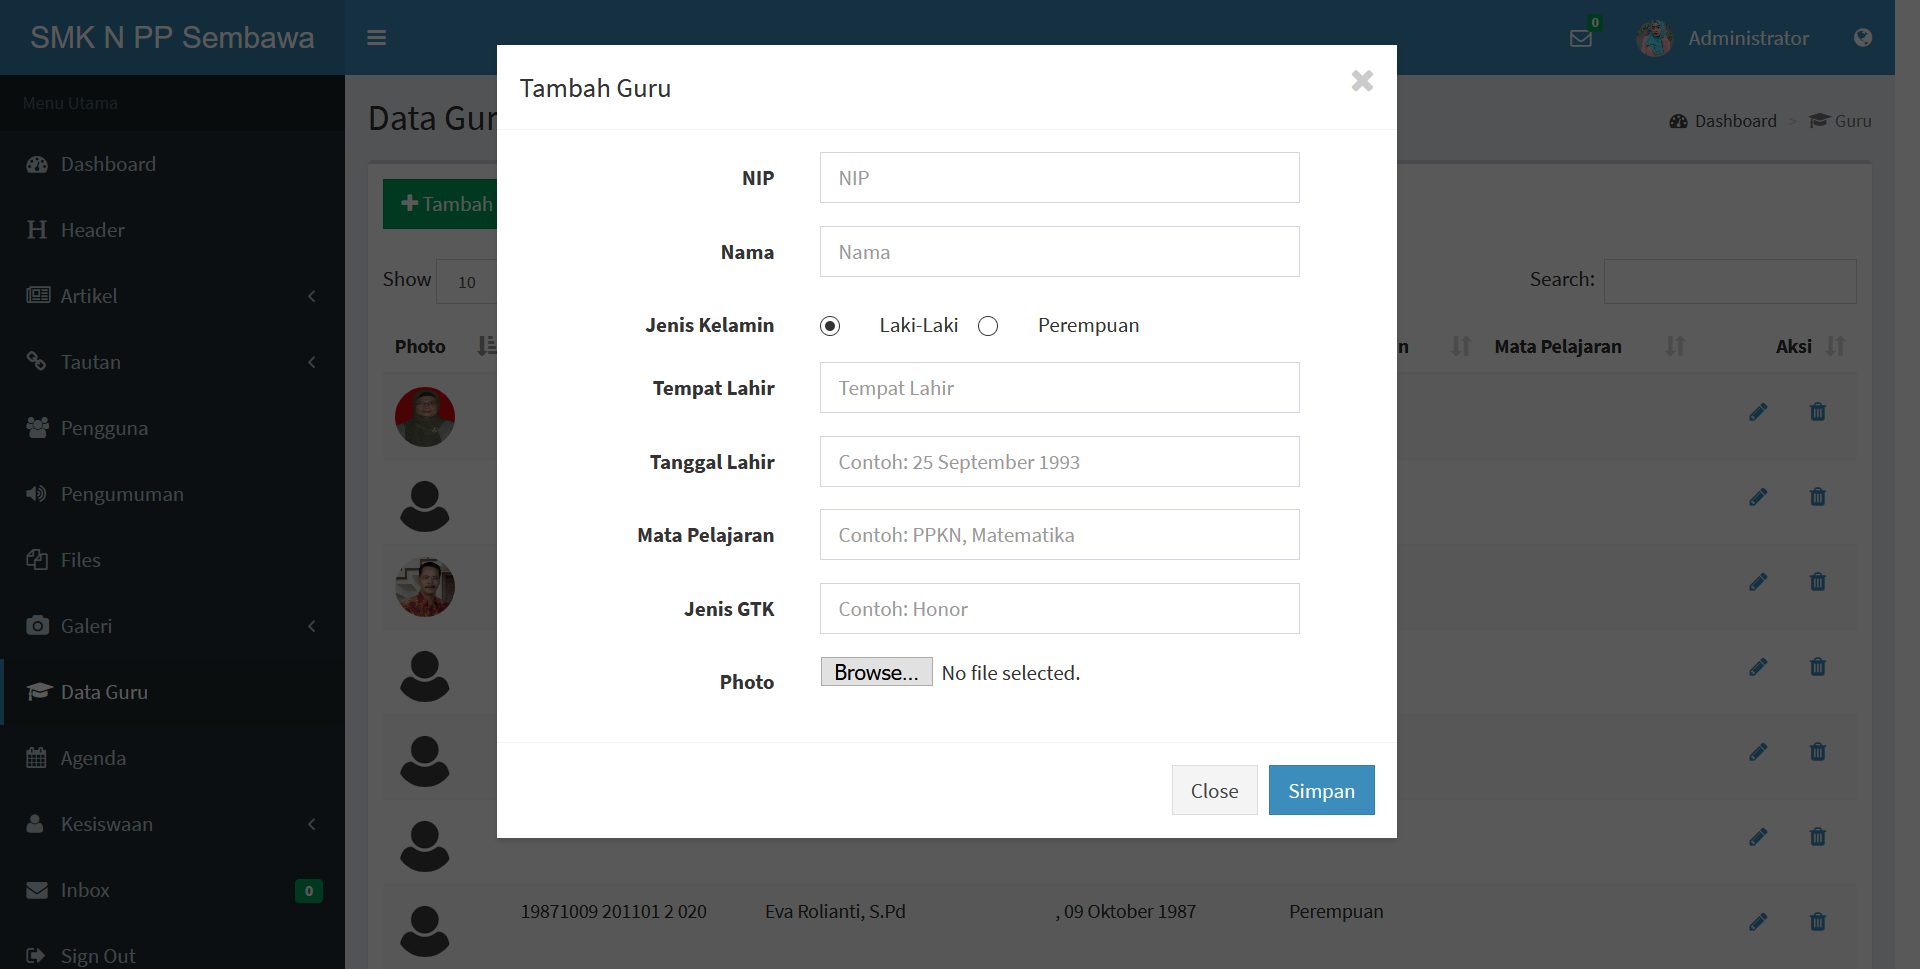 SMK N PP Sembawa
0
Administrator
Menu Utama
Dashboard
Header
Artikel
Tautan
Pengguna
Pengumuman
Files
Galeri
Data Guru
Agenda
Kesiswaan
Inbox
0
Sign Out
Data Gur
Dashboard > Guru
Tambah
Show 10
Search:
Photo
n
Mata Pelajaran
Aksi
19871009 201101 2 020
Eva Rolianti, S.Pd
, 09 Oktober 1987
Perempuan
Tambah Guru
NIP
NIP
Nama
Nama
Jenis Kelamin
Laki-Laki
Perempuan
Tempat Lahir
Tempat Lahir
Tanggal Lahir
Contoh: 25 September 1993
Mata Pelajaran
Contoh: PPKN, Matematika
Jenis GTK
Contoh: Honor
Photo
Browse... No file selected.
Close
Simpan